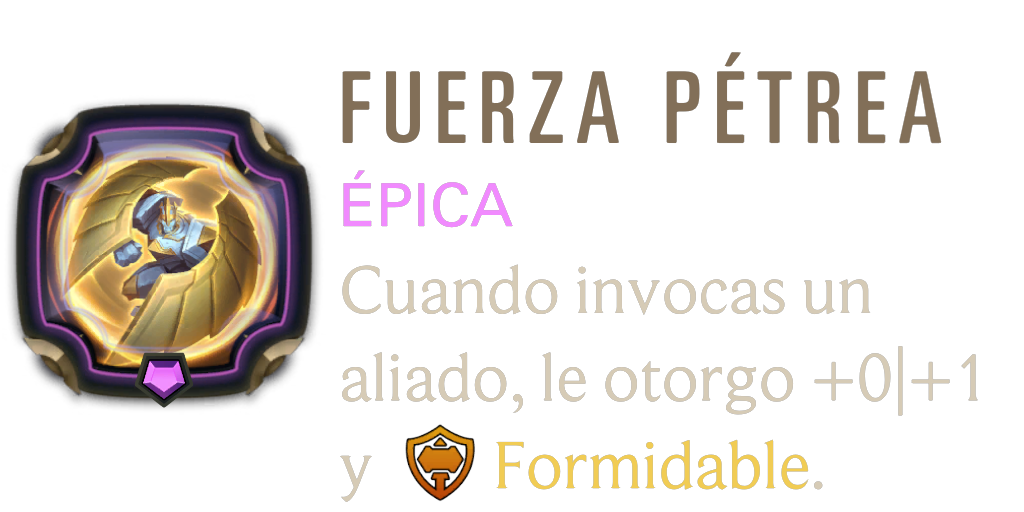 FUERZA PÉTREA
ÉPICA
Cuando invocas un
aliado, le otorgo +0|+1
y Formidable.